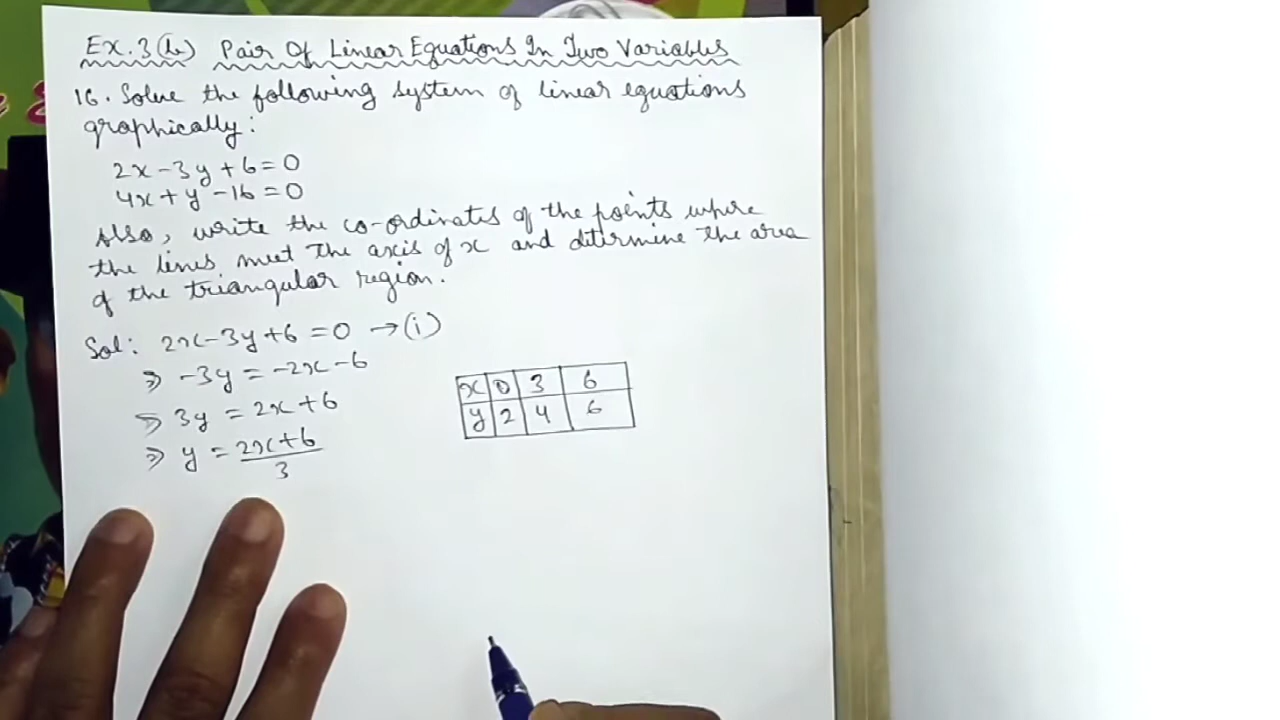 Ex. 3(b) Pair Of Linear Equations In Two Variables
16. Solve the following system of linear equations
graphically:
2x - 3y + 6 = 0
4x + y - 16 = 0
Also, write the co-ordinates of the points where
the lines meet the axis of x and determine the area
of the triangular region.
Sol: 2x - 3y + 6 = 0 → (i)
⇒ -3y = -2x - 6
⇒ 3y = 2x + 6
⇒ y = (2x + 6)/3
x 0 3 6
y 2 4 6